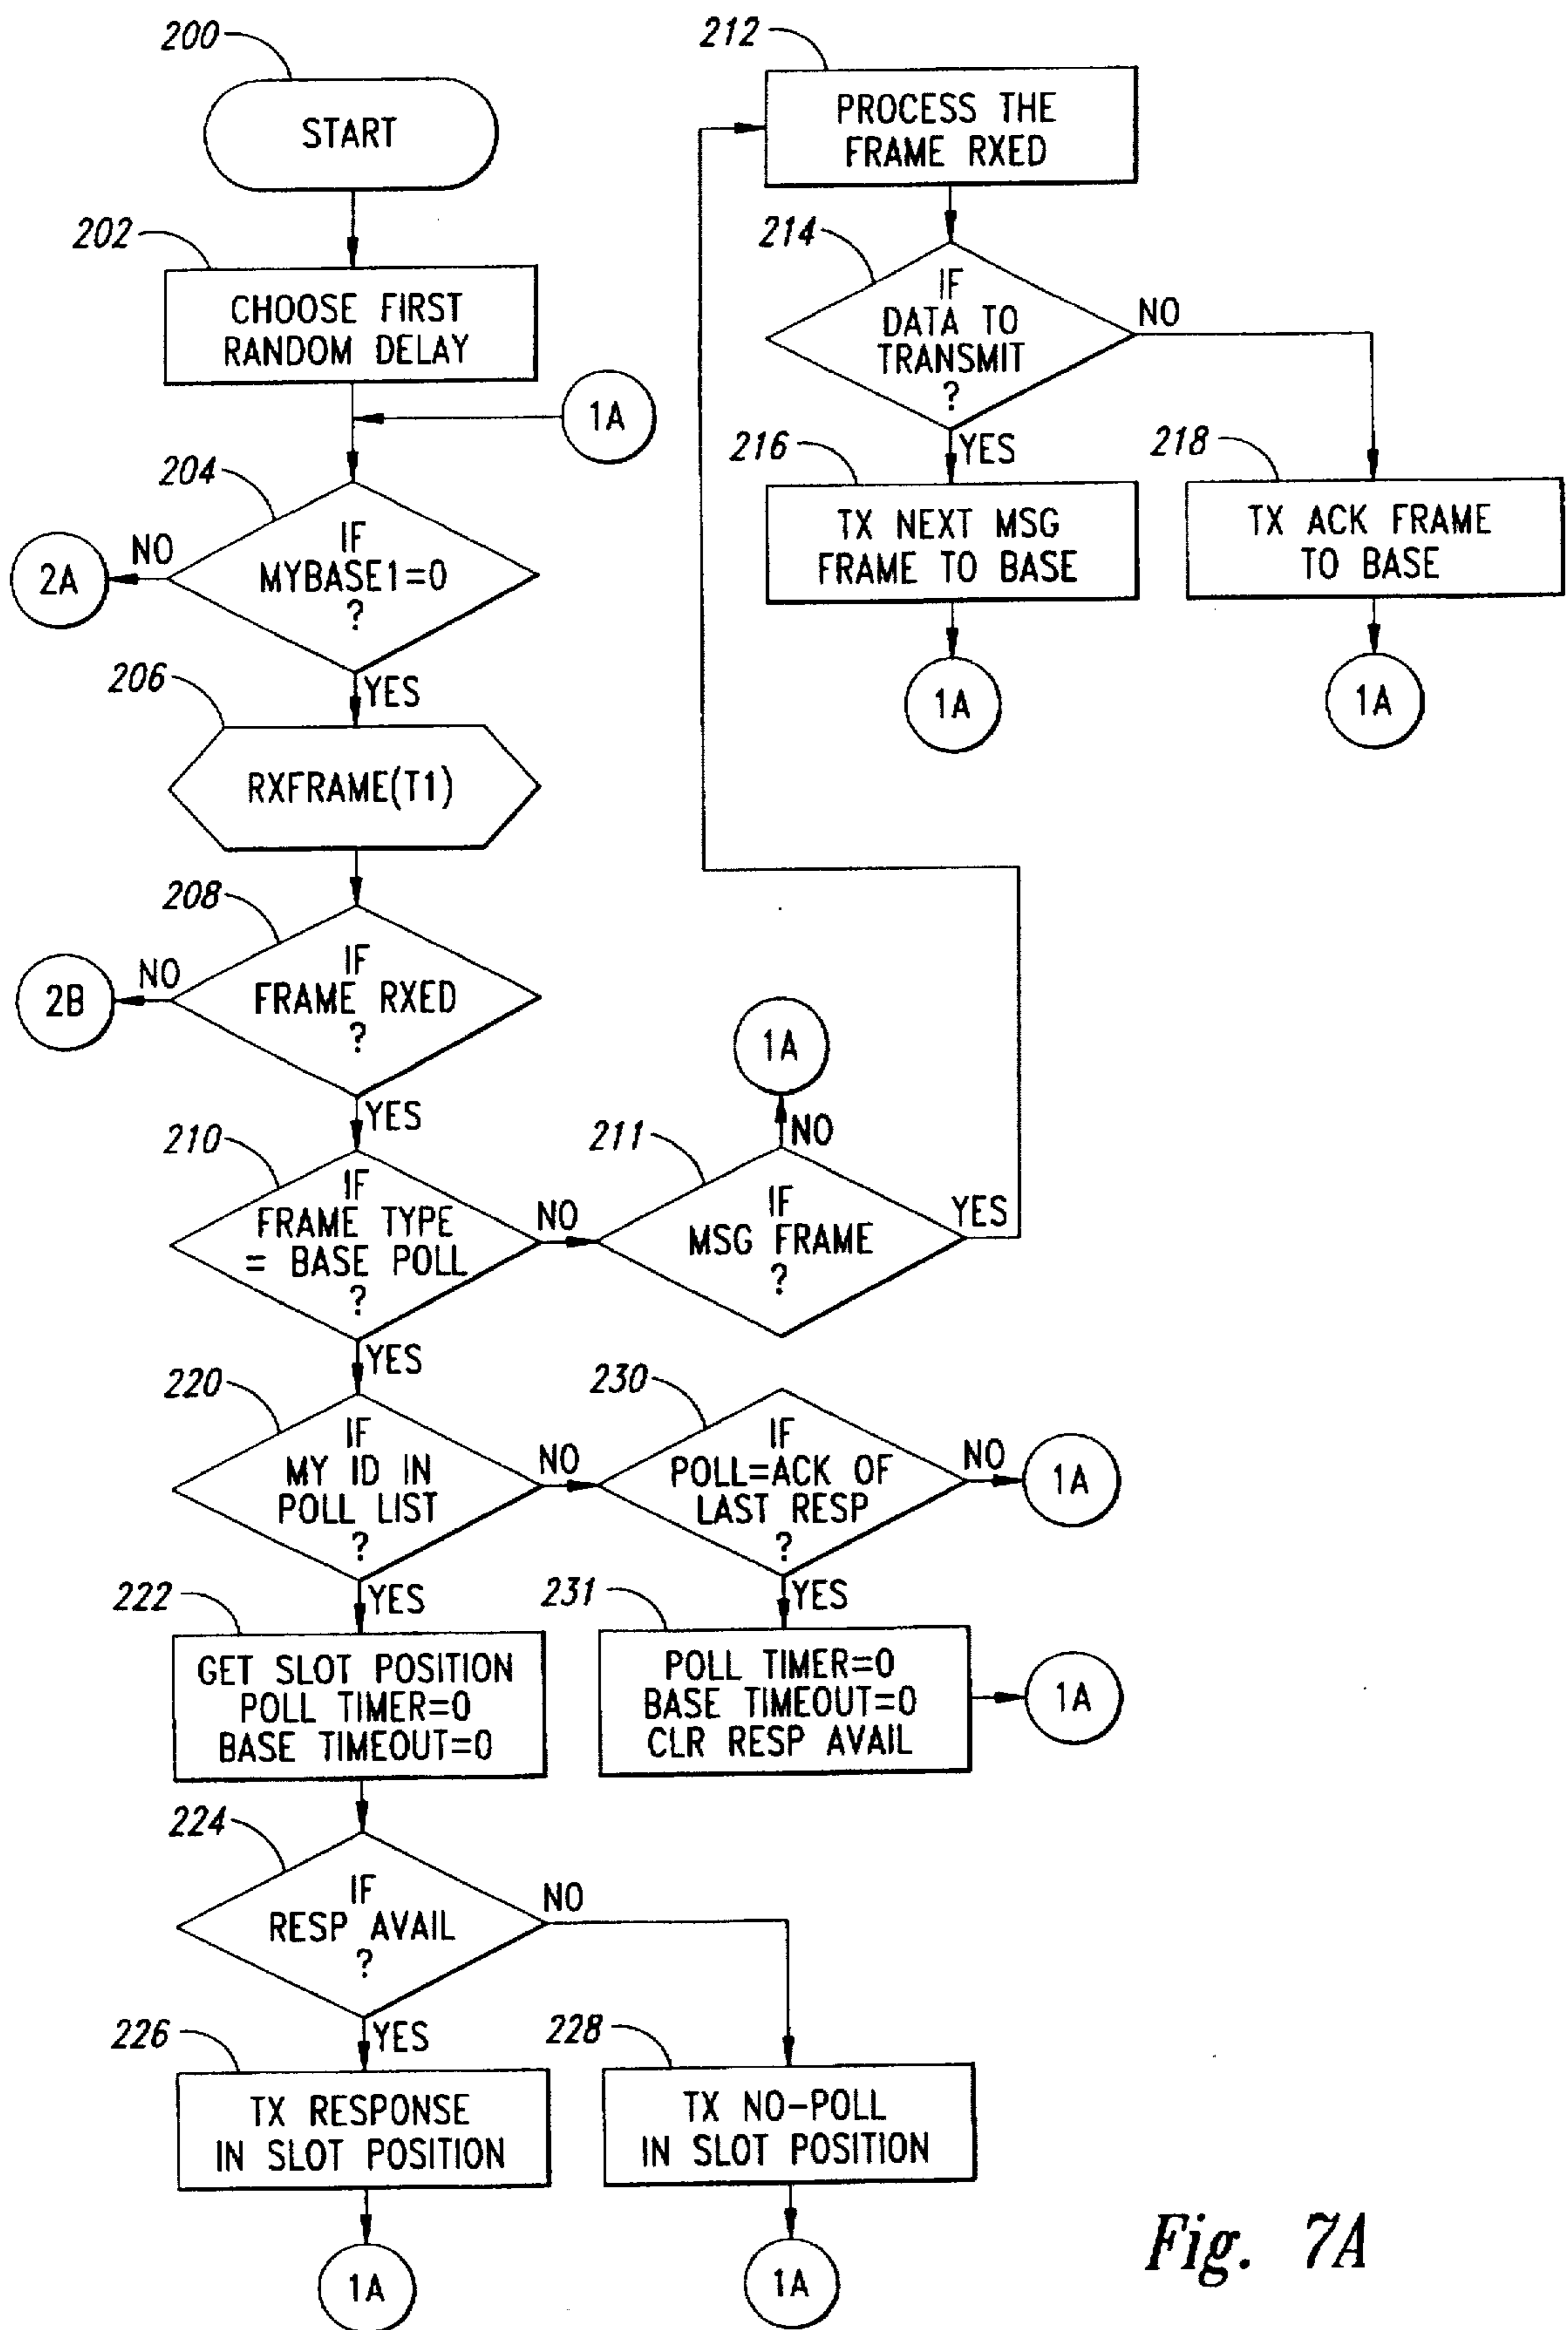 200
START
202
CHOOSE FIRST
RANDOM DELAY
1A
204
IF
MYBASE1=0
?
NO
2A
YES
206
RXFRAME(T1)
208
IF
FRAME RXED
?
NO
2B
YES
210
IF
FRAME TYPE
= BASE POLL
?
NO
211
IF
MSG FRAME
?
NO
1A
YES
212
PROCESS THE
FRAME RXED
214
IF
DATA TO
TRANSMIT
?
NO
YES
216
TX NEXT MSG
FRAME TO BASE
1A
218
TX ACK FRAME
TO BASE
1A
YES
220
IF
MY ID IN
POLL LIST
?
NO
230
IF
POLL=ACK OF
LAST RESP
?
NO
1A
YES
231
POLL TIMER=0
BASE TIMEOUT=0
CLR RESP AVAIL
1A
YES
222
GET SLOT POSITION
POLL TIMER=0
BASE TIMEOUT=0
224
IF
RESP AVAIL
?
NO
YES
226
TX RESPONSE
IN SLOT POSITION
1A
228
TX NO-POLL
IN SLOT POSITION
1A
Fig. 7A